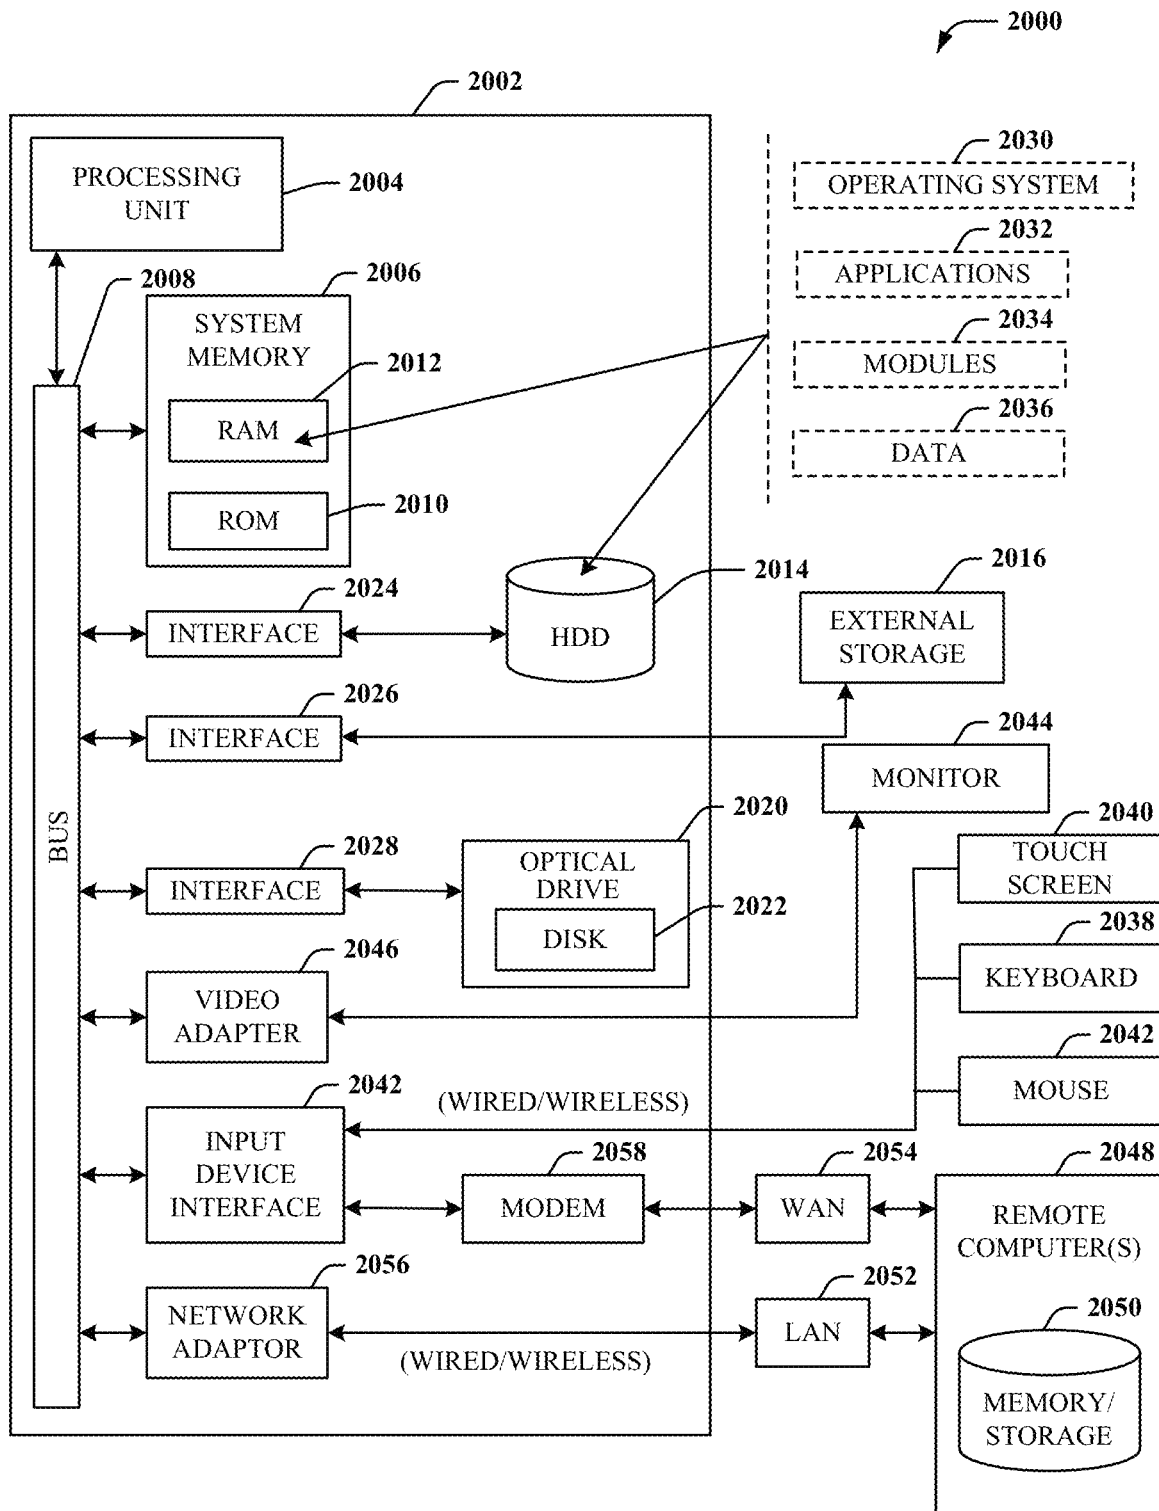 2000
2002
PROCESSING
UNIT
2004
2030
OPERATING SYSTEM
2032
APPLICATIONS
2034
MODULES
2036
DATA
2008
2006
SYSTEM
MEMORY
2012
RAM
2010
ROM
2024
INTERFACE
2014
HDD
2016
EXTERNAL
STORAGE
2026
INTERFACE
2044
MONITOR
BUS
2028
INTERFACE
2020
OPTICAL
DRIVE
2022
DISK
2040
TOUCH
SCREEN
2038
KEYBOARD
2042
MOUSE
2046
VIDEO
ADAPTER
2042
INPUT
DEVICE
INTERFACE
(WIRED/WIRELESS)
2058
MODEM
2054
WAN
2048
REMOTE
COMPUTER(S)
2056
NETWORK
ADAPTOR
(WIRED/WIRELESS)
2052
LAN
2050
MEMORY/
STORAGE